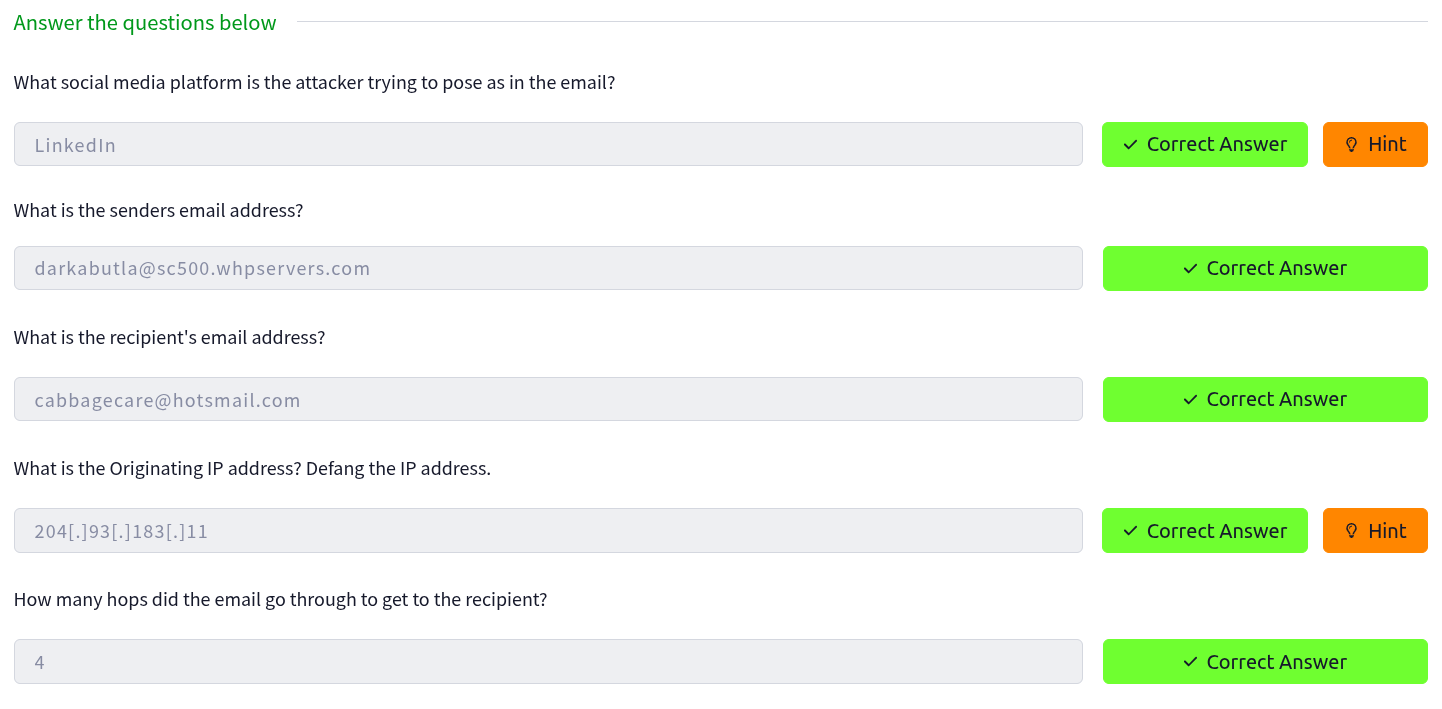 Answer the questions below
What social media platform is the attacker trying to pose as in the email?
LinkedIn
Correct Answer
Hint
What is the senders email address?
darkabutla@sc500.whpservers.com
Correct Answer
What is the recipient's email address?
cabbagecare@hotsmail.com
Correct Answer
What is the Originating IP address? Defang the IP address.
204[.]93[.]183[.]11
Correct Answer
Hint
How many hops did the email go through to get to the recipient?
4
Correct Answer